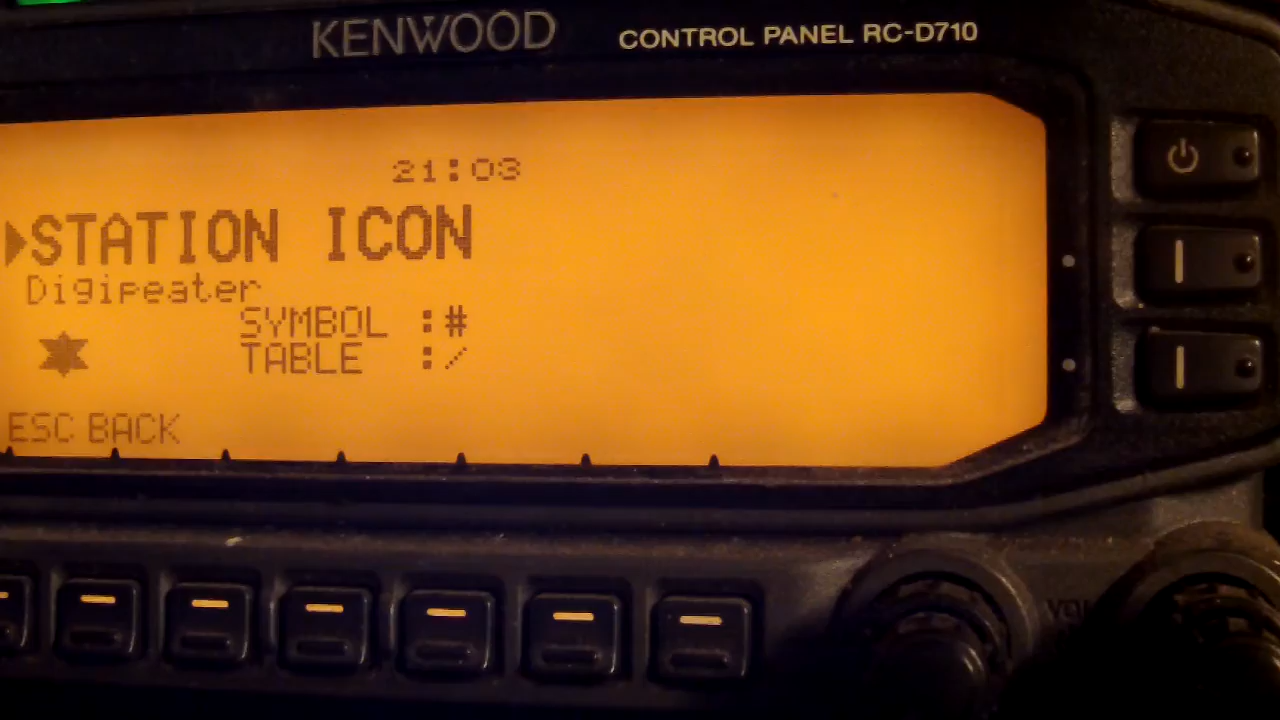 KENWOOD CONTROL PANEL RC-D710
21:03
STATION ICON
Digipeater
SYMBOL :#
TABLE :/
ESC BACK